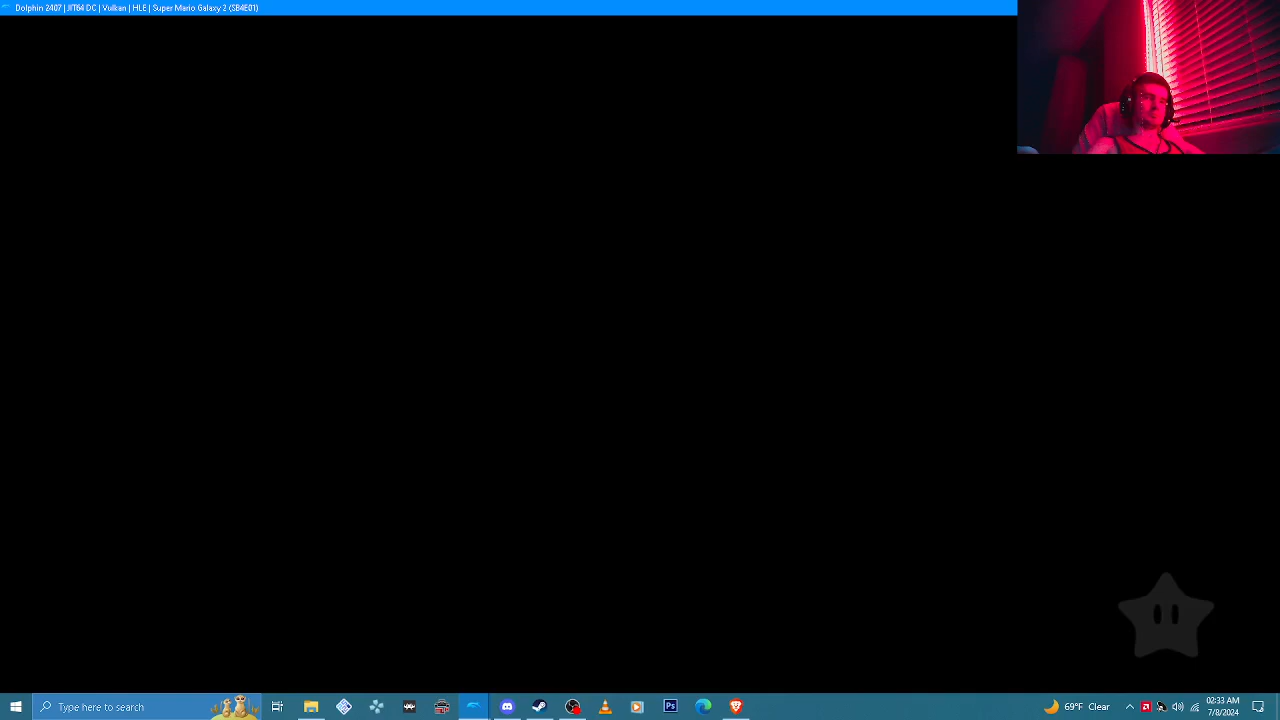 Dolphin 2407 | JIT64 DC | Vulkan | HLE | Super Mario Galaxy 2 (SB4E01)
Type here to search
Ps
69°F Clear
02:33 AM
7/8/2024